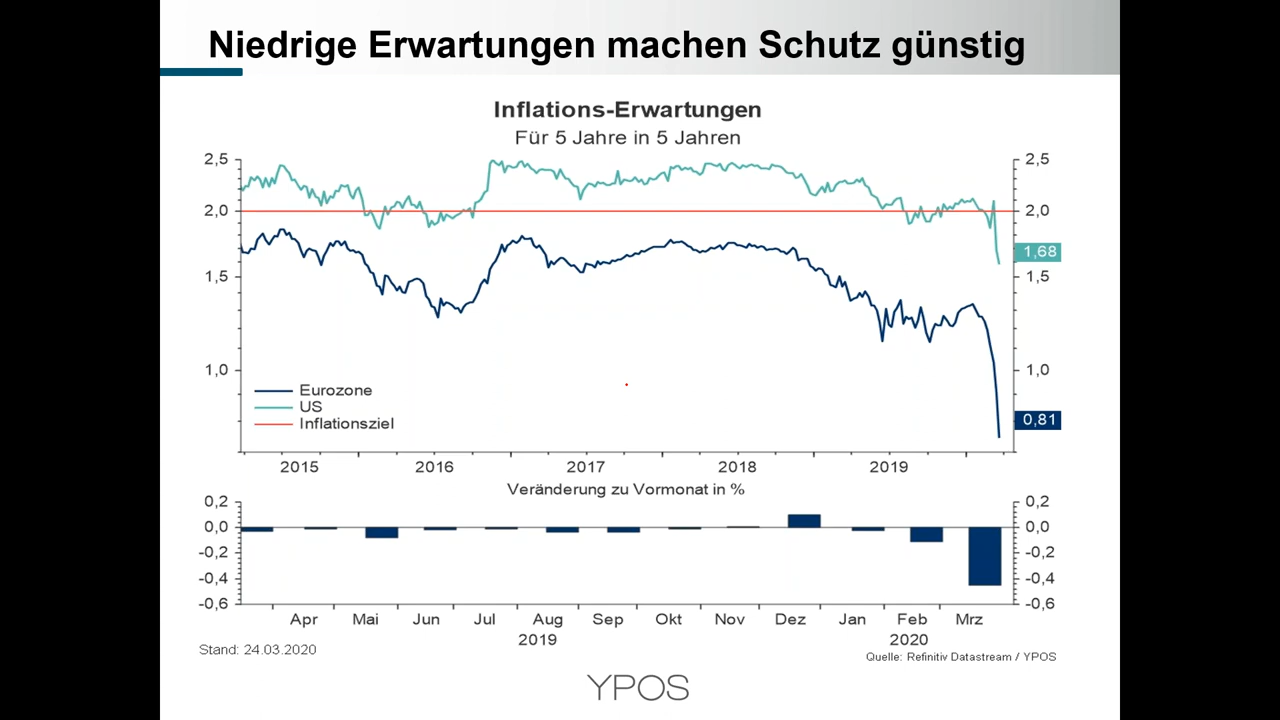 Niedrige Erwartungen machen Schutz günstig
Inflations-Erwartungen
Für 5 Jahre in 5 Jahren
2,5 2,5
2,0 2,0
1,68
1,5 1,5
1,0 1,0
Eurozone
US
Inflationsziel
0,81
2015 2016 2017 2018 2019
Veränderung zu Vormonat in %
0,2 0,2
0,0 0,0
-0,2 -0,2
-0,4 -0,4
-0,6 -0,6
Apr Mai Jun Jul Aug Sep Okt Nov Dez Jan Feb Mrz
2019 2020
Stand: 24.03.2020
Quelle: Refinitiv Datastream / YPOS
YPOS